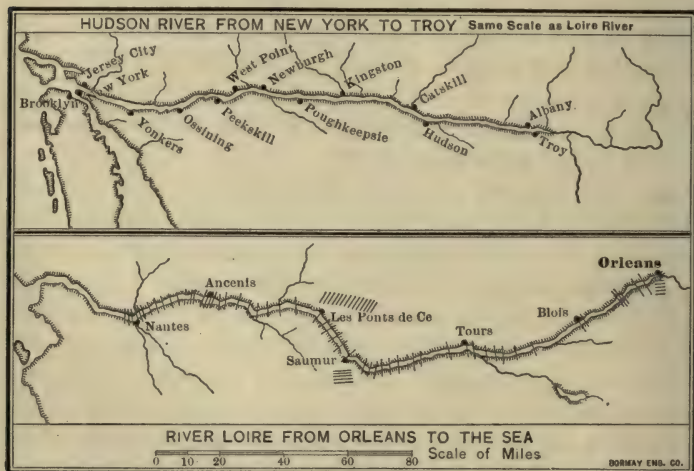 HUDSON RIVER FROM NEW YORK TO TROY Same Scale as Loire River
Jersey City
New York
Brooklyn
Yonkers
Ossining
Peekskill
West Point
Newburgh
Poughkeepsie
Kingston
Catskill
Hudson
Albany
Troy
Orleans
Ancenis
Nantes
Les Ponts de Ce
Saumur
Tours
Blois
RIVER LOIRE FROM ORLEANS TO THE SEA
0 10 20 40 60 80 Scale of Miles
BORMAY ENG. CO.